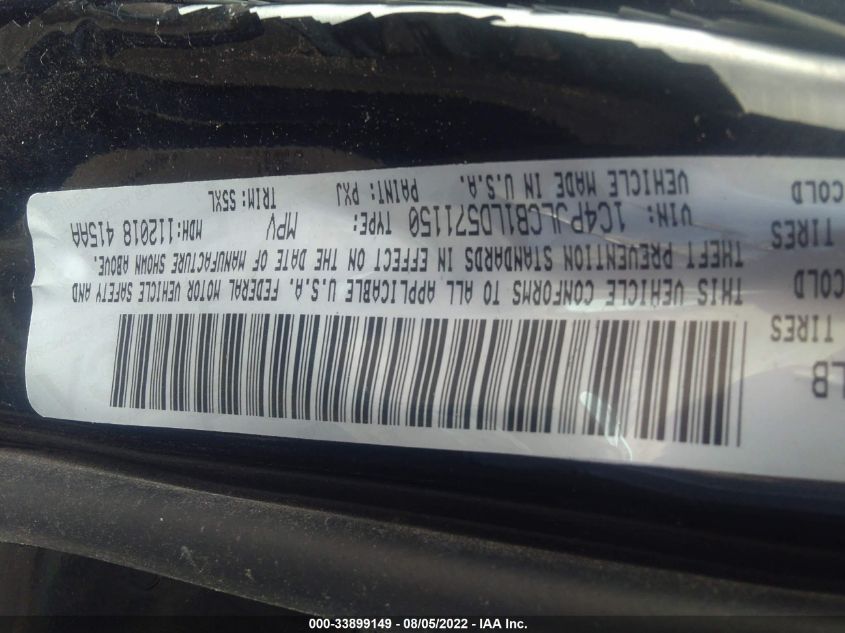 LB
TIRES COLD
TIRES COLD
THIS VEHICLE CONFORMS TO ALL APPLICABLE U.S.A. FEDERAL MOTOR VEHICLE SAFETY AND
THEFT PREVENTION STANDARDS IN EFFECT ON THE DATE OF MANUFACTURE SHOWN ABOVE.
VIN: 1C4PJLCB1LD571150 TYPE: MPV MDH:112018 415AA
VEHICLE MADE IN U.S.A. PAINT: PXJ TRIM: S5XL
000-33899149 - 08/05/2022 - IAA Inc.